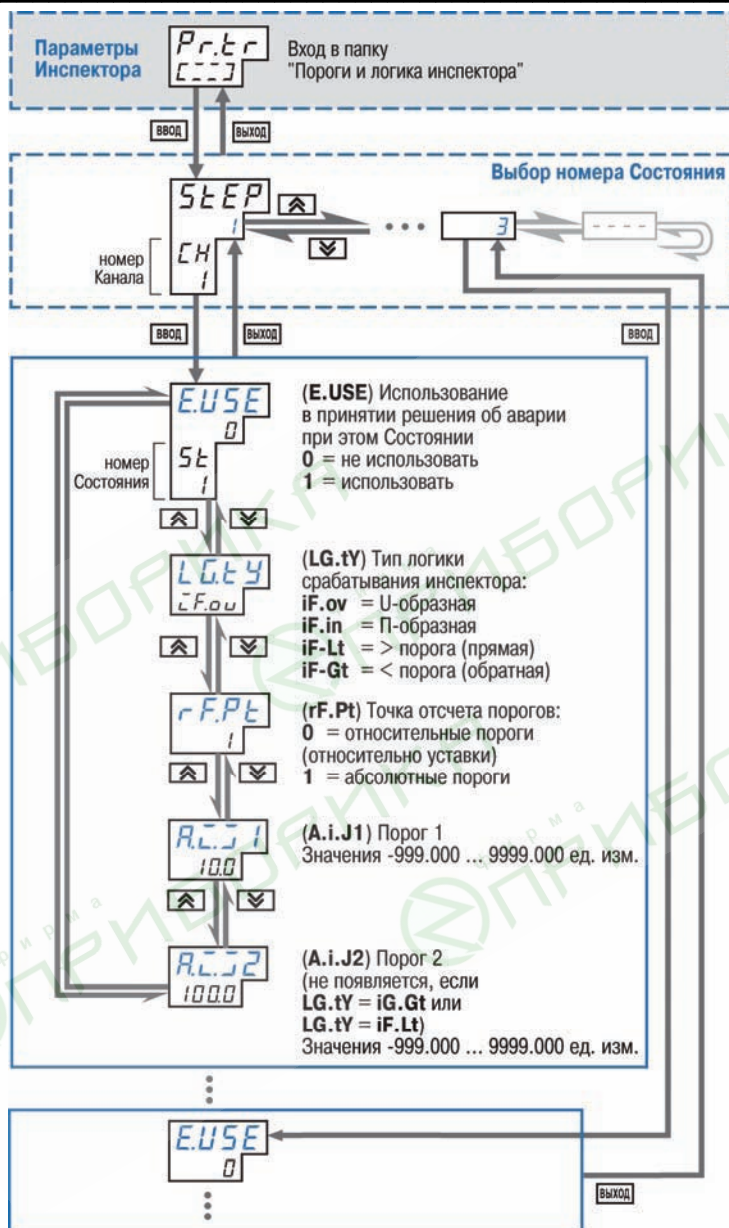 Параметры
Инспектора
Pr.tr
[---]
Вход в папку
"Пороги и логика инспектора"
ВВОД
ВЫХОД
Выбор номера Состояния
StEP
1
...
3
----
номер
Канала
CH
1
ВВОД
ВЫХОД
ВВОД
E.USE
0
номер
Состояния
St
1
(E.USE) Использование
в принятии решения об аварии
при этом Состоянии
0 = не использовать
1 = использовать
LG.tY
iF.ou
(LG.tY) Тип логики
срабатывания инспектора:
iF.ov = U-образная
iF.in = П-образная
iF-Lt = > порога (прямая)
iF-Gt = < порога (обратная)
rF.Pt
1
(rF.Pt) Точка отсчета порогов:
0 = относительные пороги
(относительно уставки)
1 = абсолютные пороги
A.i.J1
10.0
(A.i.J1) Порог 1
Значения -999.000 ... 9999.000 ед. изм.
A.i.J2
100.0
(A.i.J2) Порог 2
(не появляется, если
LG.tY = iG.Gt или
LG.tY = iF.Lt)
Значения -999.000 ... 9999.000 ед. изм.
E.USE
0
ВЫХОД
фирма
ПРИБОРИКА